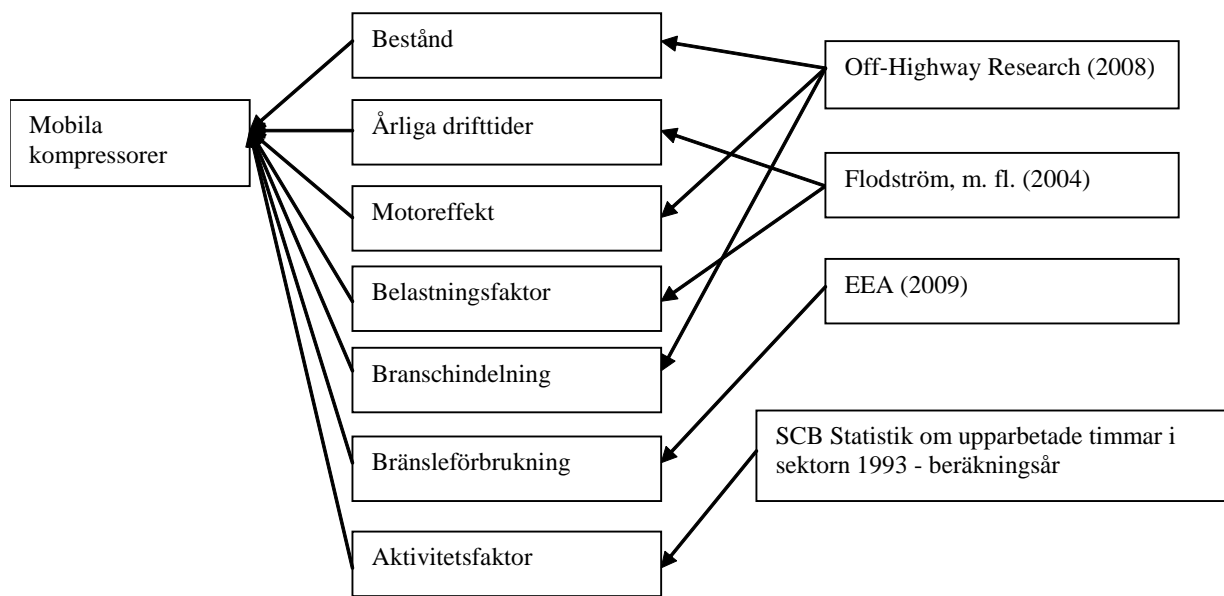 Mobila
kompressorer
Bestånd
Årliga drifttider
Motoreffekt
Belastningsfaktor
Branschindelning
Bränsleförbrukning
Aktivitetsfaktor
Off-Highway Research (2008)
Flodström, m. fl. (2004)
EEA (2009)
SCB Statistik om upparbetade timmar i
sektorn 1993 - beräkningsår